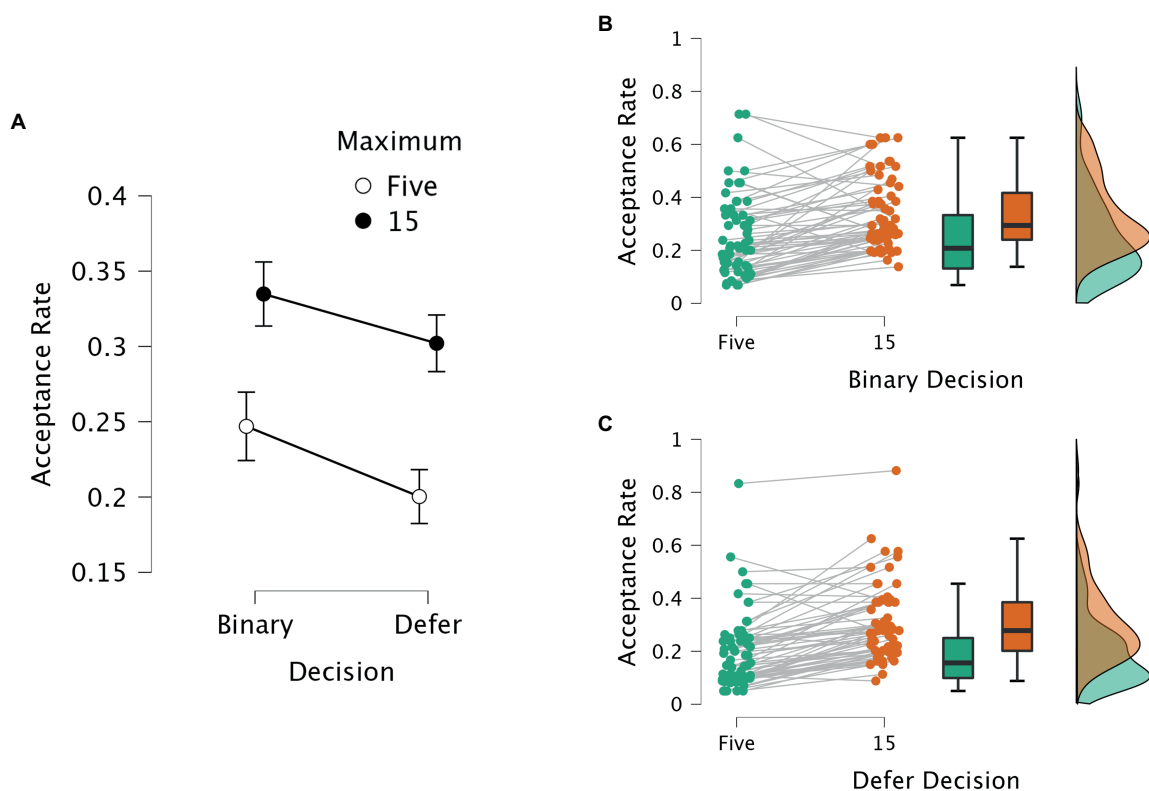 A
Maximum
Five
15
0.4
0.35
0.3
0.25
0.2
0.15
Acceptance Rate
Binary
Defer
Decision
B
1
0.8
0.6
0.4
0.2
0
Acceptance Rate
Five
15
Binary Decision
C
1
0.8
0.6
0.4
0.2
0
Acceptance Rate
Five
15
Defer Decision